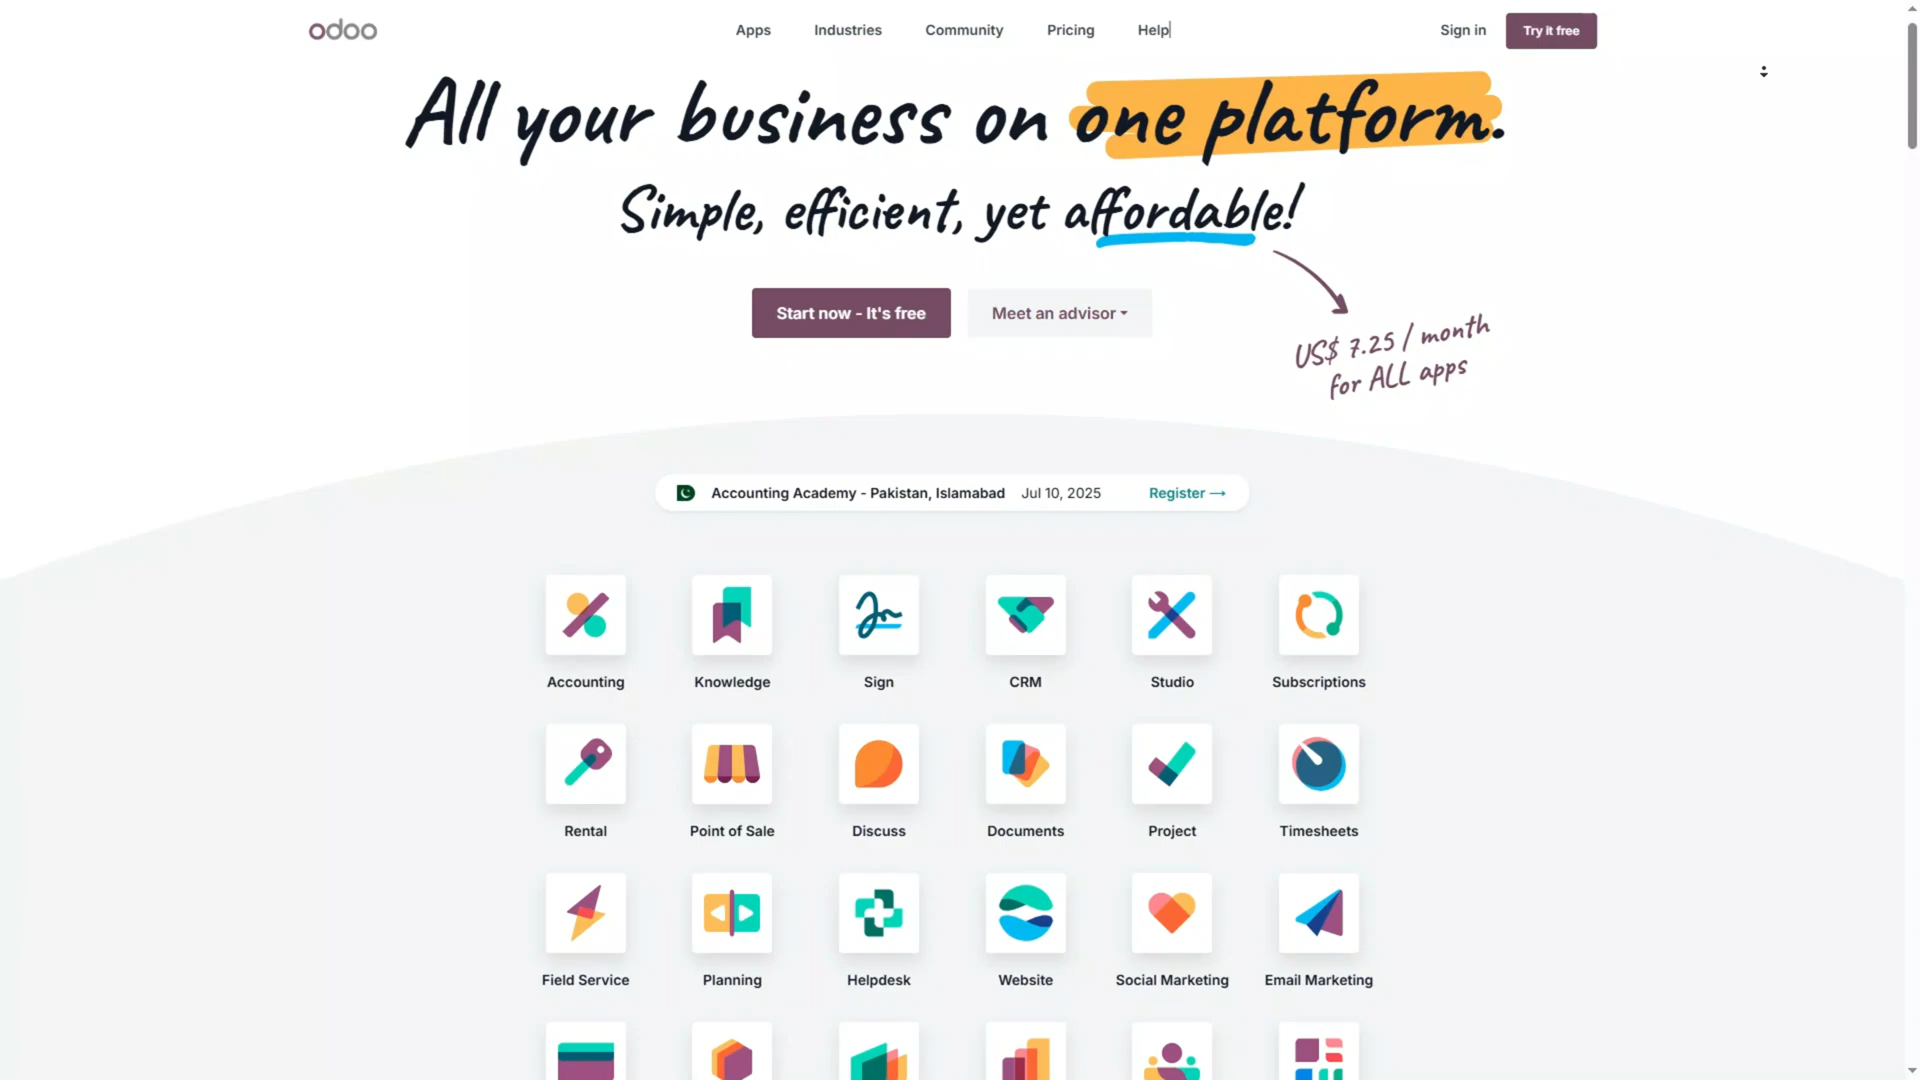 odoo
Apps Industries Community Pricing Help
Sign in Try it free
All your business on one platform.
Simple, efficient, yet affordable!
Start now - It's free
Meet an advisor
US$ 7.25 / month
for ALL apps
Accounting Academy - Pakistan, Islamabad Jul 10, 2025 Register →
Accounting Knowledge Sign CRM Studio Subscriptions
Rental Point of Sale Discuss Documents Project Timesheets
Field Service Planning Helpdesk Website Social Marketing Email Marketing